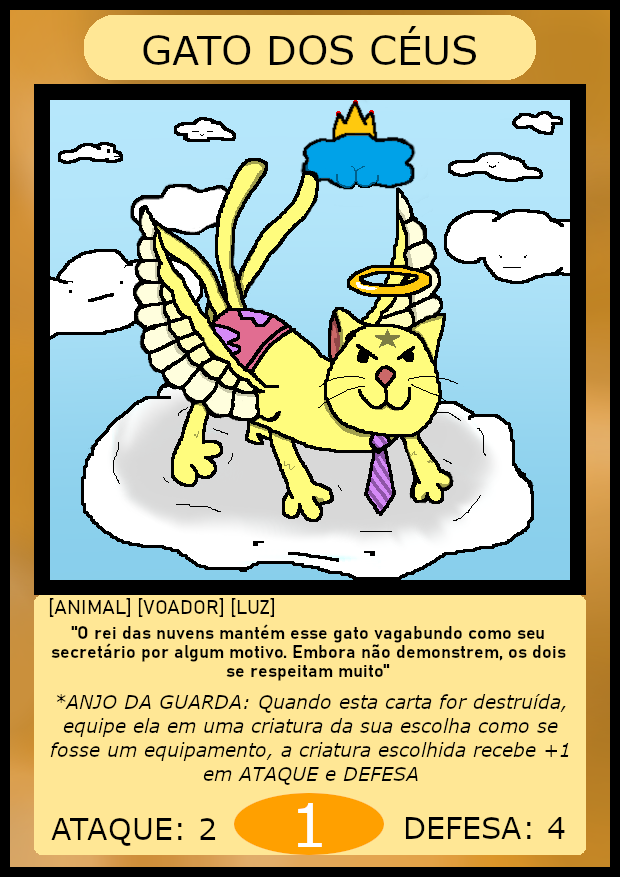 GATO DOS CÉUS
[ANIMAL] [VOADOR] [LUZ]
"O rei das nuvens mantém esse gato vagabundo como seu
secretário por algum motivo. Embora não demonstrem, os dois
se respeitam muito"
*ANJO DA GUARDA: Quando esta carta for destruída,
equipe ela em uma criatura da sua escolha como se
fosse um equipamento, a criatura escolhida recebe +1
em ATAQUE e DEFESA
ATAQUE: 2 1 DEFESA: 4